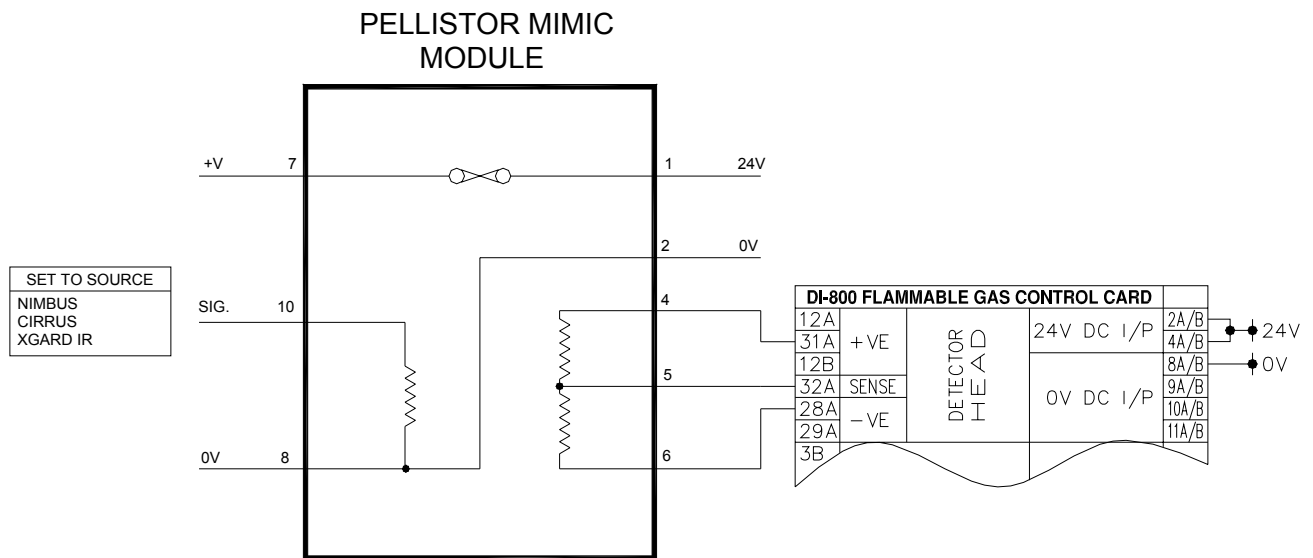 PELLISTOR MIMIC
MODULE
+V
7
1
24V
2
0V
SET TO SOURCE
NIMBUS
CIRRUS
XGARD IR
SIG.
10
4
5
0V
8
6
DI-800 FLAMMABLE GAS CONTROL CARD
12A
31A
12B
+VE
32A
SENSE
28A
29A
-VE
3B
DETECTOR
HEAD
24V DC I/P
2A/B
4A/B
24V
0V DC I/P
8A/B
9A/B
10A/B
11A/B
0V